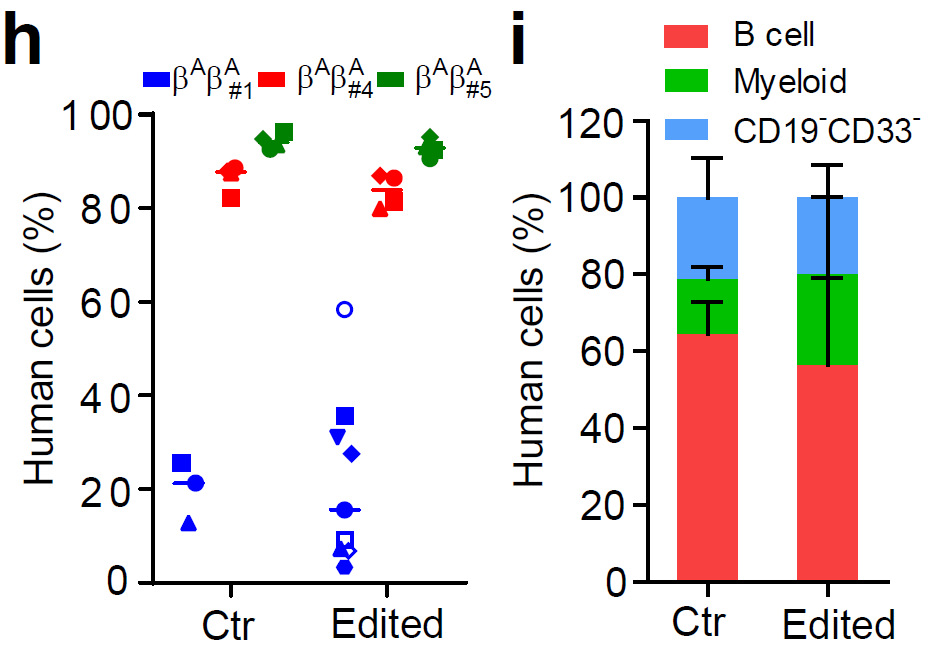 h
βᴬβᴬ#1 βᴬβᴬ#4 βᴬβᴬ#5
Human cells (%)
100
80
60
40
20
0
Ctr Edited
i
B cell
Myeloid
CD19⁻CD33⁻
Human cells (%)
120
100
80
60
40
20
0
Ctr Edited